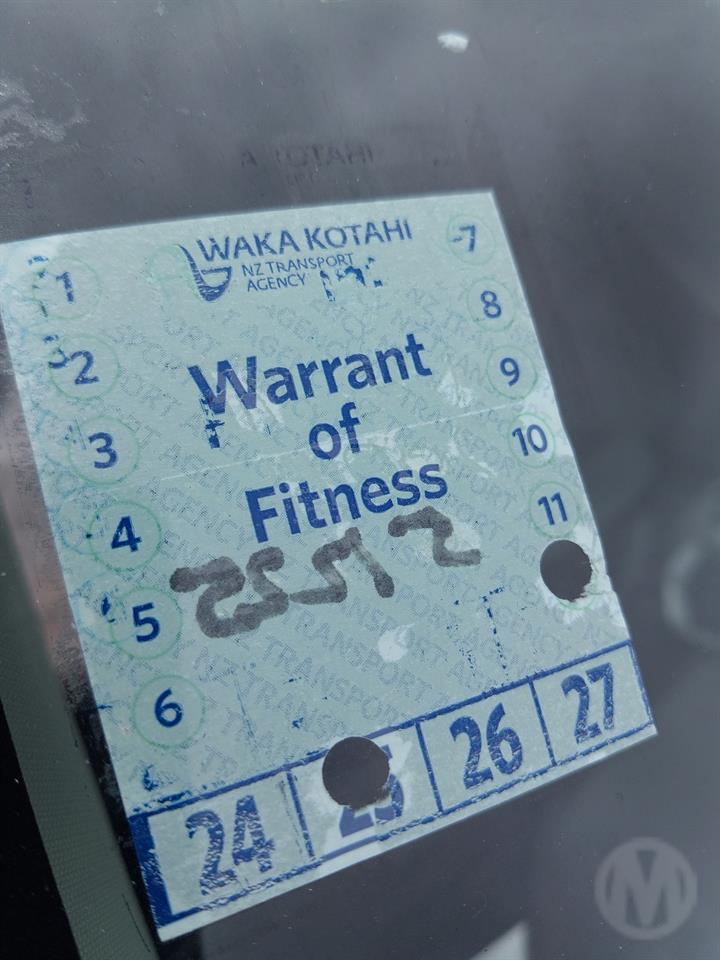 WAKA KOTAHI
NZ TRANSPORT
AGENCY
Warrant
of
Fitness
1
2
3
4
5
6
7
8
9
10
11
24
25
26
27
M